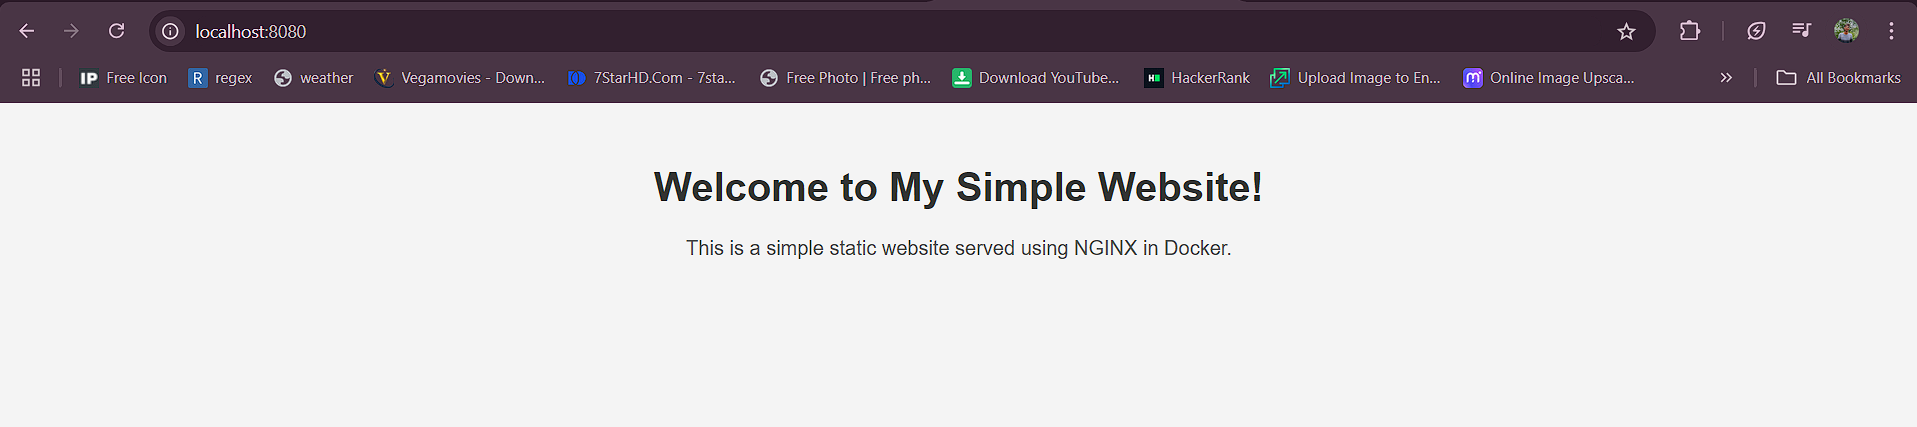 localhost:8080
IP Free Icon R regex weather V Vegamovies - Down... 7StarHD.Com - 7sta... Free Photo | Free ph... Download YouTube... H HackerRank Upload Image to En... m Online Image Upsca... » All Bookmarks
Welcome to My Simple Website!
This is a simple static website served using NGINX in Docker.